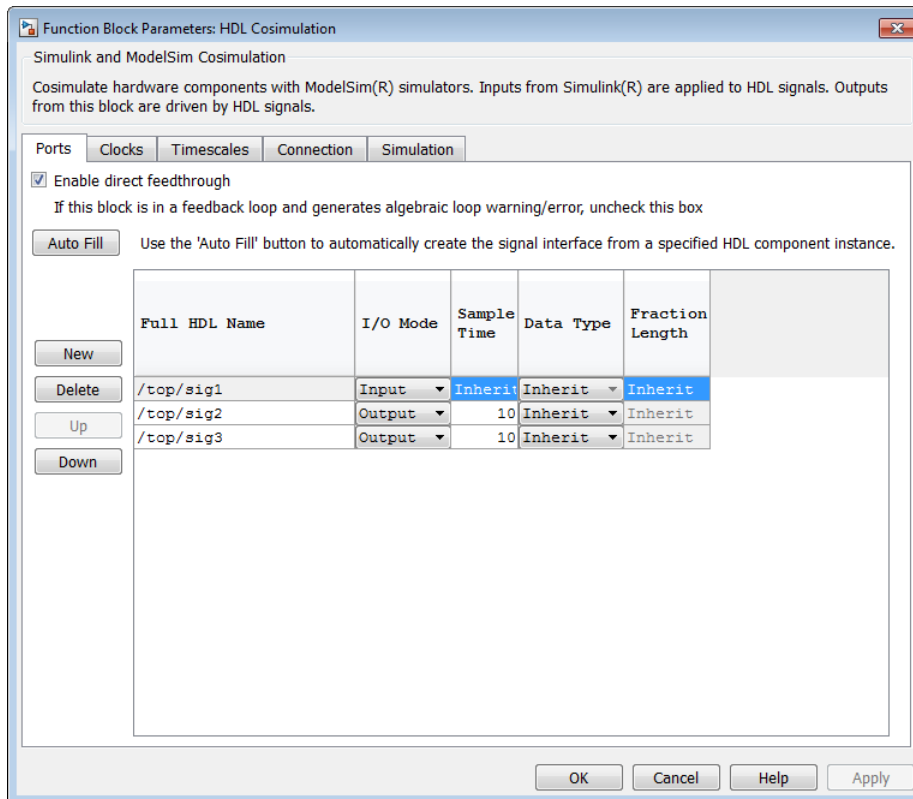 Function Block Parameters: HDL Cosimulation
Simulink and ModelSim Cosimulation
Cosimulate hardware components with ModelSim(R) simulators. Inputs from Simulink(R) are applied to HDL signals. Outputs
from this block are driven by HDL signals.
Ports Clocks Timescales Connection Simulation
Enable direct feedthrough
If this block is in a feedback loop and generates algebraic loop warning/error, uncheck this box
Auto Fill Use the 'Auto Fill' button to automatically create the signal interface from a specified HDL component instance.
Full HDL Name I/O Mode Sample Time Data Type Fraction Length
New
Delete /top/sig1 Input Inherit Inherit Inherit
Up /top/sig2 Output 10 Inherit Inherit
/top/sig3 Output 10 Inherit Inherit
Down
OK Cancel Help Apply